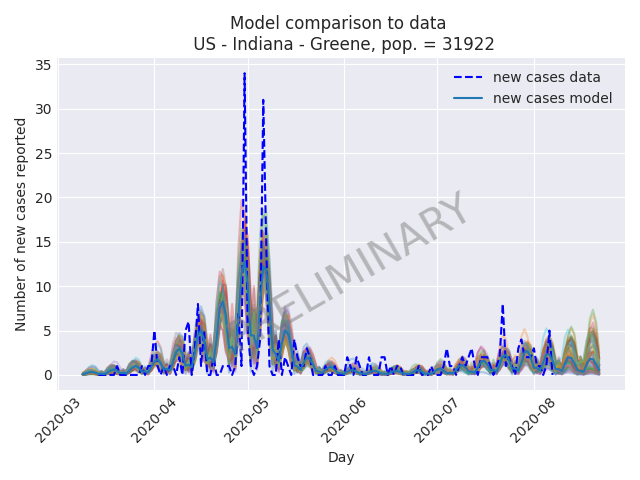 Model comparison to data
US - Indiana - Greene, pop. = 31922
Number of new cases reported
35
30
25
20
15
10
5
0
new cases data
new cases model
PRELIMINARY
2020-03
2020-04
2020-05
2020-06
2020-07
2020-08
Day